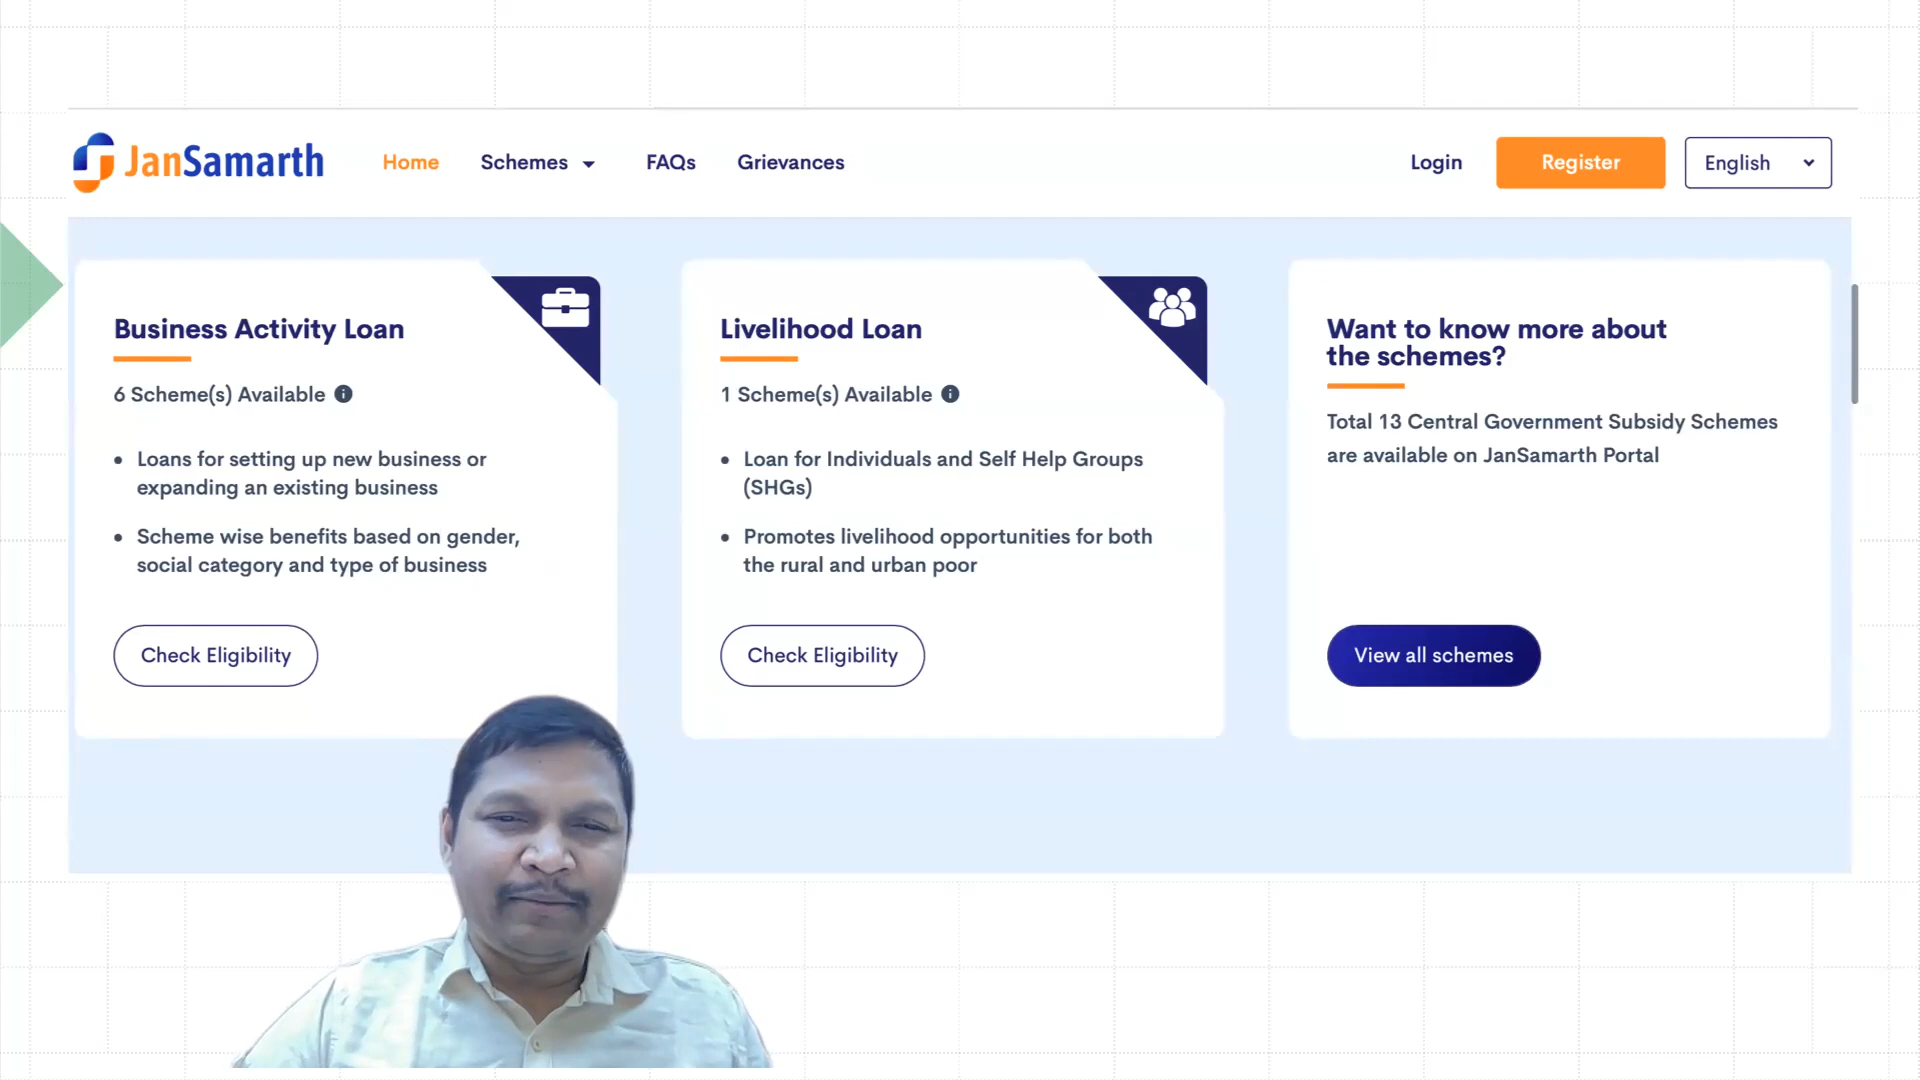 JanSamarth
Home
Schemes
FAQs
Grievances
Login
Register
English
Business Activity Loan
6 Scheme(s) Available
Loans for setting up new business or
expanding an existing business
Scheme wise benefits based on gender,
social category and type of business
Check Eligibility
Livelihood Loan
1 Scheme(s) Available
Loan for Individuals and Self Help Groups
(SHGs)
Promotes livelihood opportunities for both
the rural and urban poor
Check Eligibility
Want to know more about
the schemes?
Total 13 Central Government Subsidy Schemes
are available on JanSamarth Portal
View all schemes